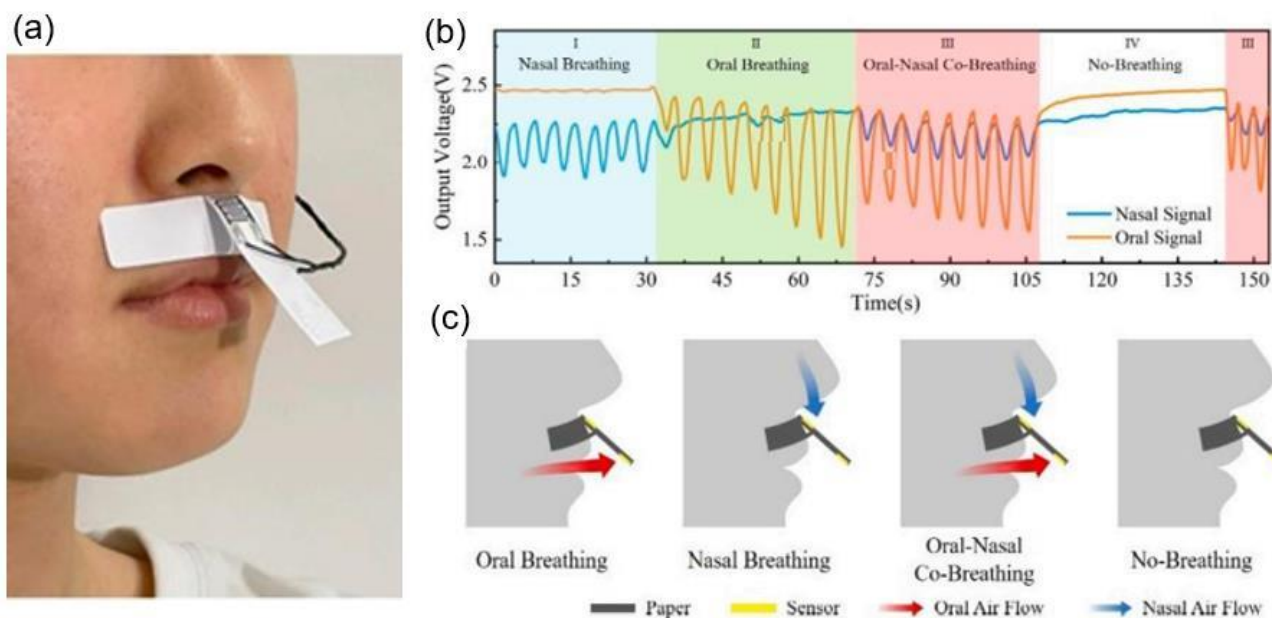 (a)
(b)
I
II
III
IV
III
Nasal Breathing
Oral Breathing
Oral-Nasal Co-Breathing
No-Breathing
2.5
2.0
1.5
Output Voltage(V)
Nasal Signal
Oral Signal
0
15
30
45
60
75
90
105
120
135
150
Time(s)
(c)
Oral Breathing
Nasal Breathing
Oral-Nasal
Co-Breathing
No-Breathing
Paper
Sensor
Oral Air Flow
Nasal Air Flow